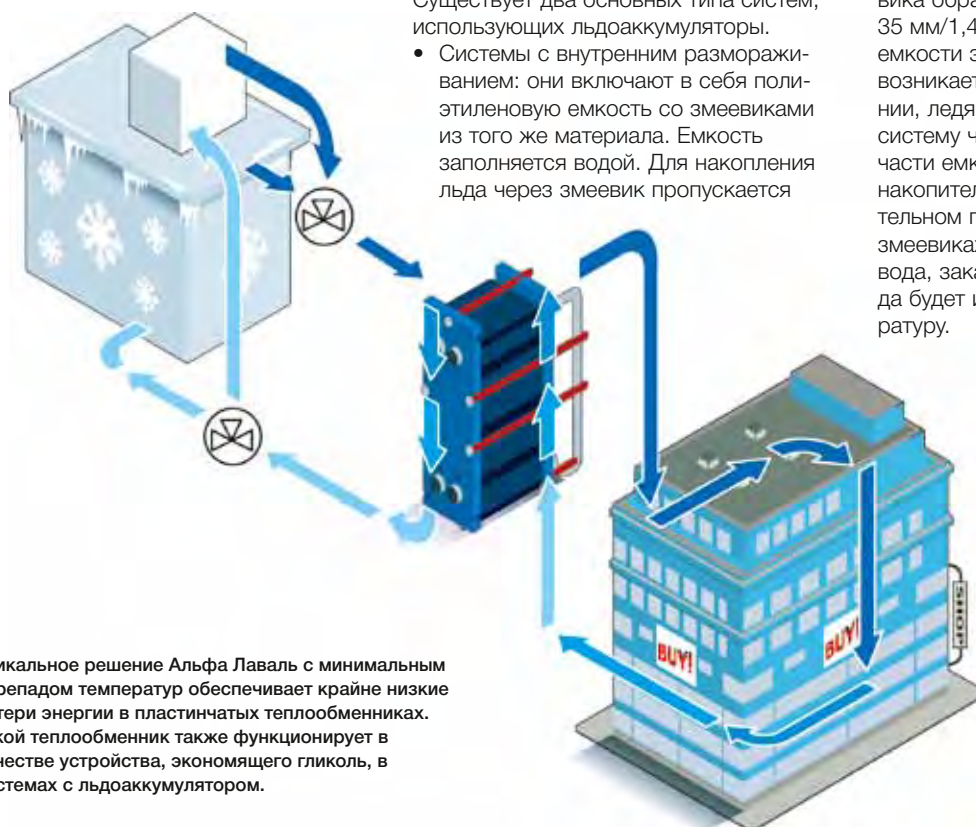 Существует два основных типа систем,
использующих льдоаккумуляторы.
• Системы с внутренним разморажи-
ванием: они включают в себя поли-
этиленовую емкость со змеевиками
из того же материала. Емкость
заполняется водой. Для накопления
льда через змеевик пропускается
35 мм/1,4
емкости з
возникает
нии, ледя
систему ч
части емк
накопител
тельном п
змеевиках
вода, зака
да будет и
ратуру.
SHOP
BUY!
BUY!
икальное решение Альфа Лаваль с минимальным
репадом температур обеспечивает крайне низкие
тери энергии в пластинчатых теплообменниках.
кой теплообменник также функционирует в
честве устройства, экономящего гликоль, в
стемах с льдоаккумулятором.